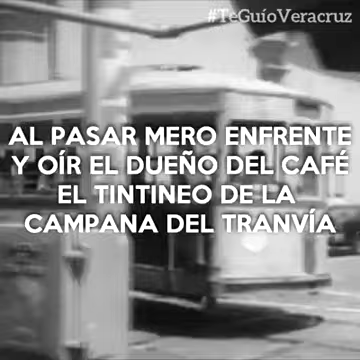 #TeGuíoVeracruz
AL PASAR MERO ENFRENTE
Y OÍR EL DUEÑO DEL CAFÉ
EL TINTINEO DE LA
CAMPANA DEL TRANVÍA